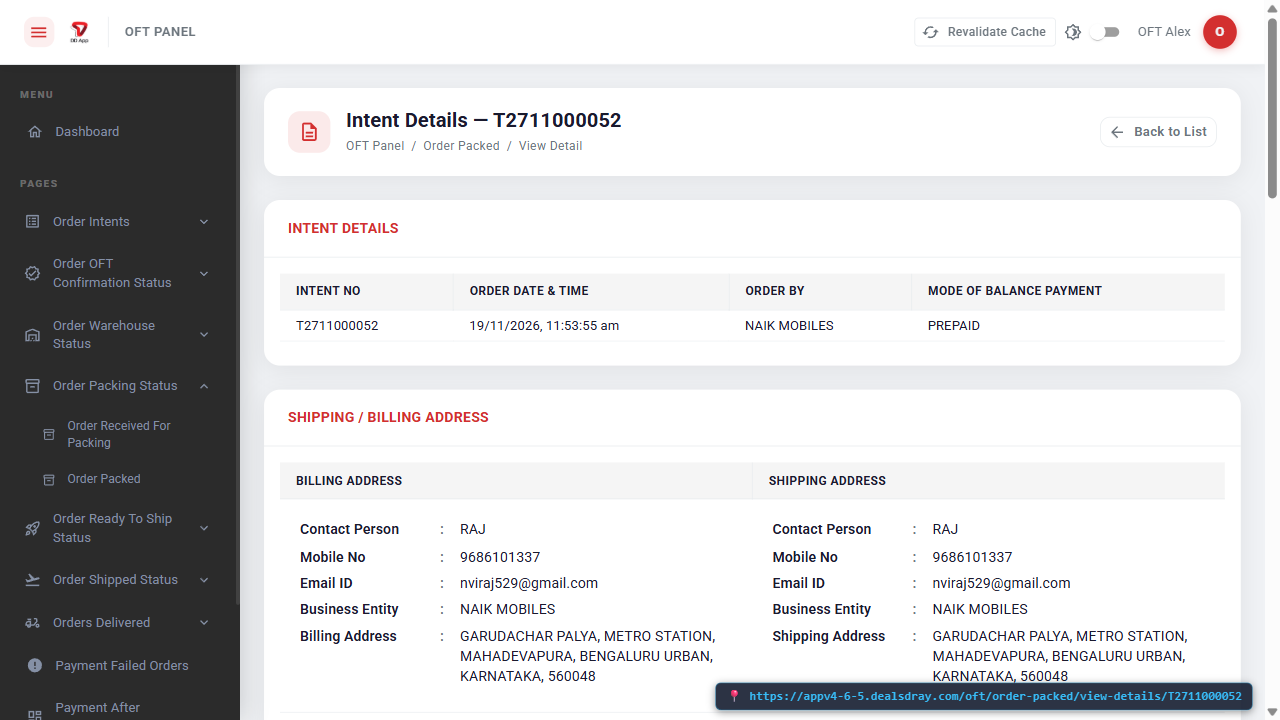 DD App
OFT PANEL
Revalidate Cache
OFT Alex
O
MENU
Dashboard
PAGES
Order Intents
Order OFT
Confirmation Status
Order Warehouse
Status
Order Packing Status
Order Received For
Packing
Order Packed
Order Ready To Ship
Status
Order Shipped Status
Orders Delivered
Payment Failed Orders
Payment After
Intent Details — T2711000052
OFT Panel / Order Packed / View Detail
Back to List
INTENT DETAILS
INTENT NO ORDER DATE & TIME ORDER BY MODE OF BALANCE PAYMENT
T2711000052 19/11/2026, 11:53:55 am NAIK MOBILES PREPAID
SHIPPING / BILLING ADDRESS
BILLING ADDRESS SHIPPING ADDRESS
Contact Person : RAJ Contact Person : RAJ
Mobile No : 9686101337 Mobile No : 9686101337
Email ID : nviraj529@gmail.com Email ID : nviraj529@gmail.com
Business Entity : NAIK MOBILES Business Entity : NAIK MOBILES
Billing Address : GARUDACHAR PALYA, METRO STATION, Shipping Address : GARUDACHAR PALYA, METRO STATION,
MAHADEVAPURA, BENGALURU URBAN, MAHADEVAPURA, BENGALURU URBAN,
KARNATAKA, 560048 KARNATAKA, 560048
https://appv4-6-5.dealsdray.com/oft/order-packed/view-details/T2711000052